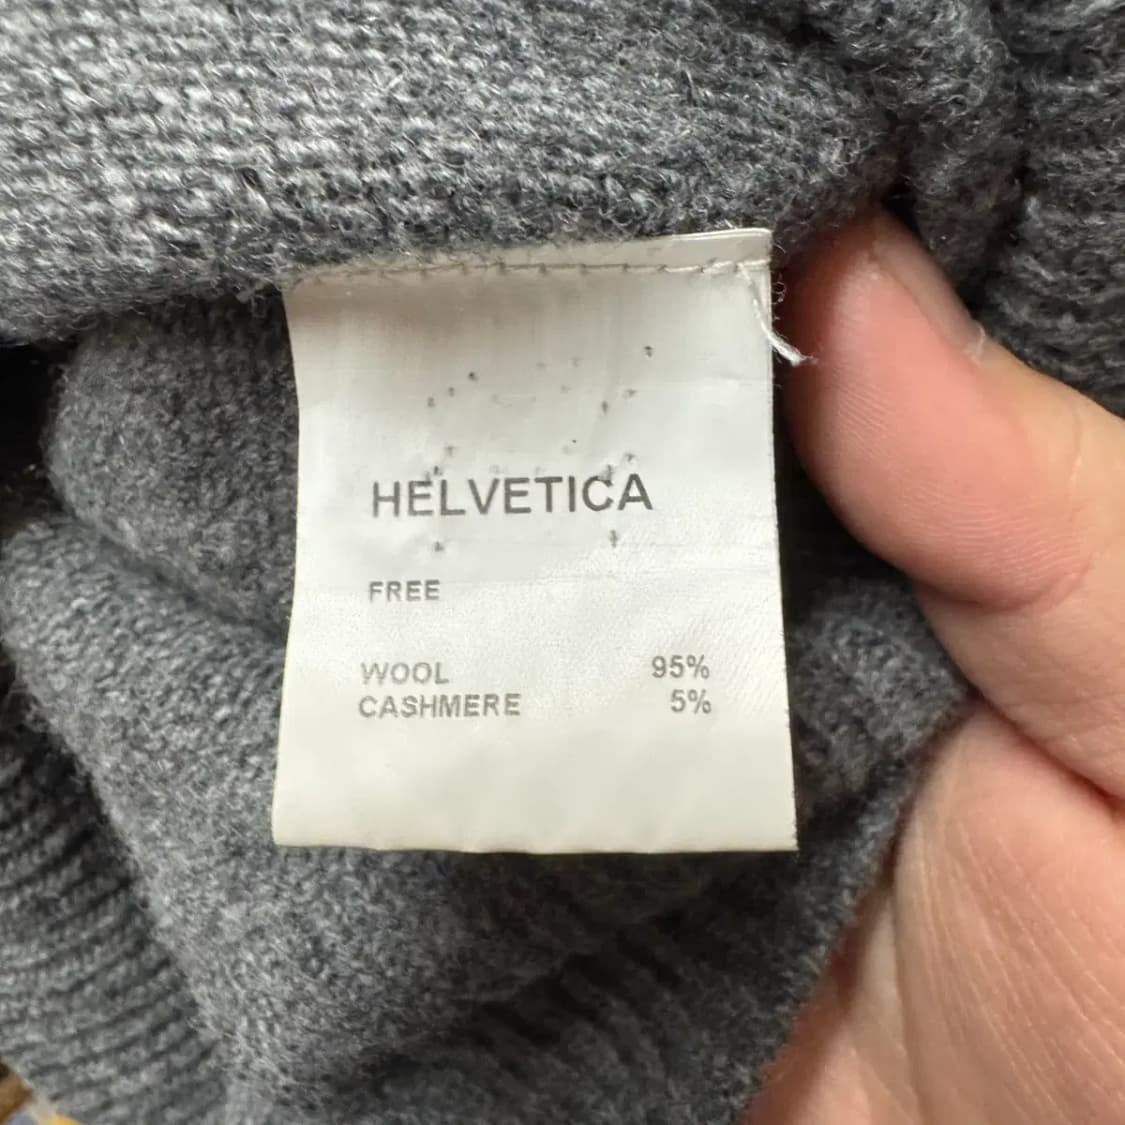 HELVETICA
FREE
WOOL 95%
CASHMERE 5%